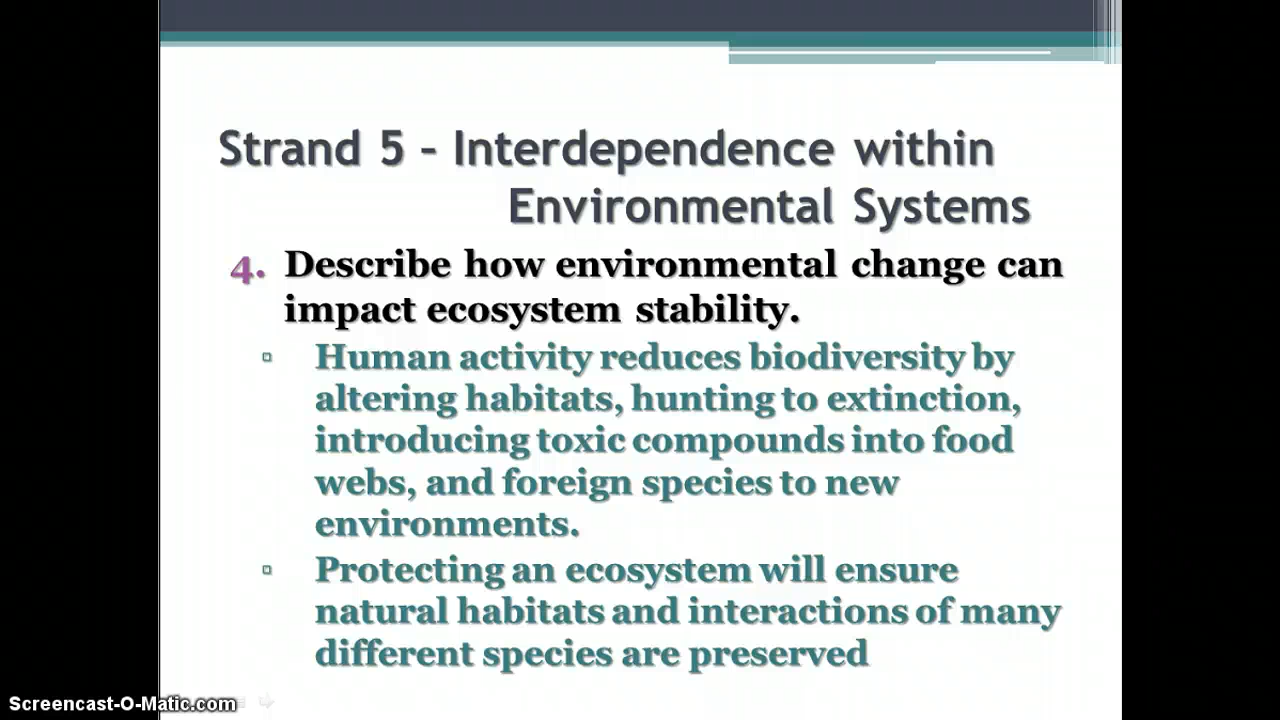 Strand 5 – Interdependence within
Environmental Systems
4. Describe how environmental change can
impact ecosystem stability.
Human activity reduces biodiversity by
altering habitats, hunting to extinction,
introducing toxic compounds into food
webs, and foreign species to new
environments.
Protecting an ecosystem will ensure
natural habitats and interactions of many
different species are preserved
Screencast-O-Matic.com